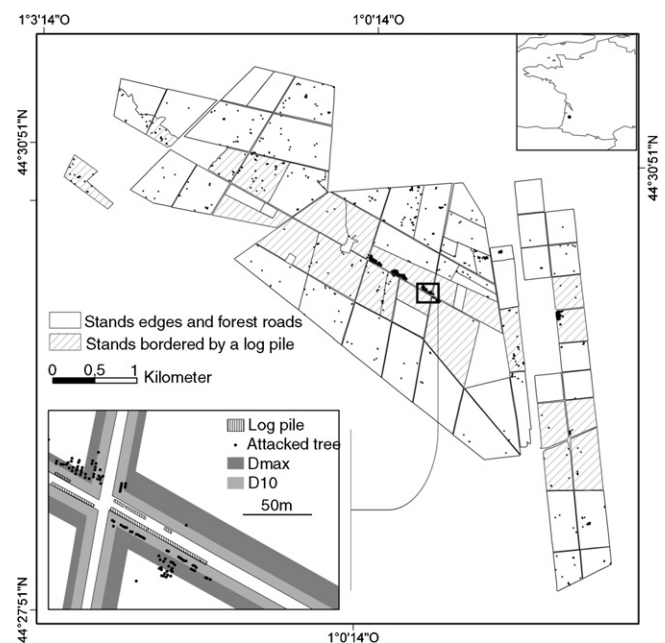 1°3'14"O
1°0'14"O
44°30'51"N
44°30'51"N
Stands edges and forest roads
Stands bordered by a log pile
0 0,5 1
Kilometer
Log pile
Attacked tree
Dmax
D10
50m
44°27'51"N
1°0'14"O